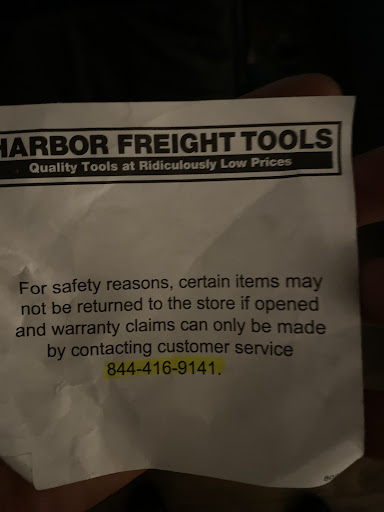 HARBOR FREIGHT TOOLS
Quality Tools at Ridiculously Low Prices
For safety reasons, certain items may
not be returned to the store if opened
and warranty claims can only be made
by contacting customer service
844-416-9141.